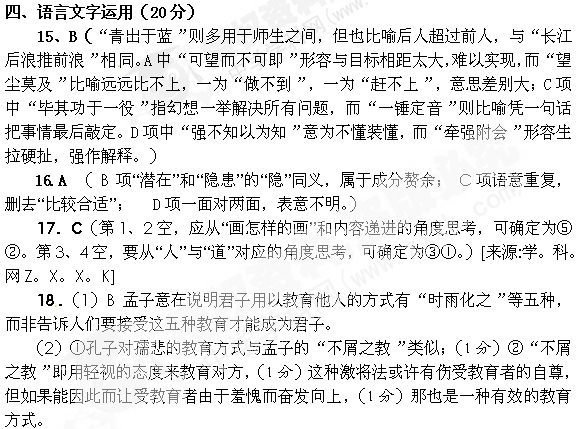 四、语言文字运用（20分）
15、B（“青出于蓝”则多用于师生之间，但也比喻后人超过前人，与“长江
后浪推前浪”相同。A中“可望而不可即”形容与目标相距太大，难以实现，而“望
尘莫及”比喻远远比不上，一为“做不到”，一为“赶不上”，意思差别大；C项
中“毕其功于一役”指幻想一举解决所有问题，而“一锤定音”则比喻凭一句话
把事情最后敲定。D项中“强不知以为知”意为不懂装懂，而“牵强附会”形容生
拉硬扯，强作解释。）
16.A （B项“潜在”和“隐患”的“隐”同义，属于成分赘余； C项语意重复，
删去“比较合适”； D项一面对两面，表意不明。）
17．C（第1、2空，应从“画怎样的画”和内容递进的角度思考，可确定为⑤
②。第3、4空，要从“人”与“道”对应的角度思考，可确定为③①。）[来源:学。科。
网Z。X。X。K]
18．（1）B 孟子意在说明君子用以教育他人的方式有“时雨化之”等五种，
而非告诉人们要接受这五种教育才能成为君子。
（2）①孔子对孺悲的教育方式与孟子的“不屑之教”类似；（1分）②“不屑
之教”即用轻视的态度来教育对方，（1分）这种激将法或许有伤受教育者的自尊，
但如果能因此而让受教育者由于羞愧而奋发向上，（1分）那也是一种有效的教育
方式。